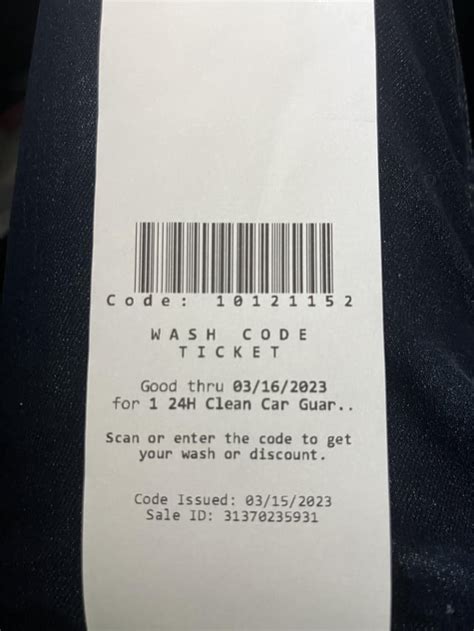 Code: 10121152
WASH CODE
TICKET
Good thru 03/16/2023
for 1 24H Clean Car Guar..
Scan or enter the code to get
your wash or discount.
Code Issued: 03/15/2023
Sale ID: 31370235931